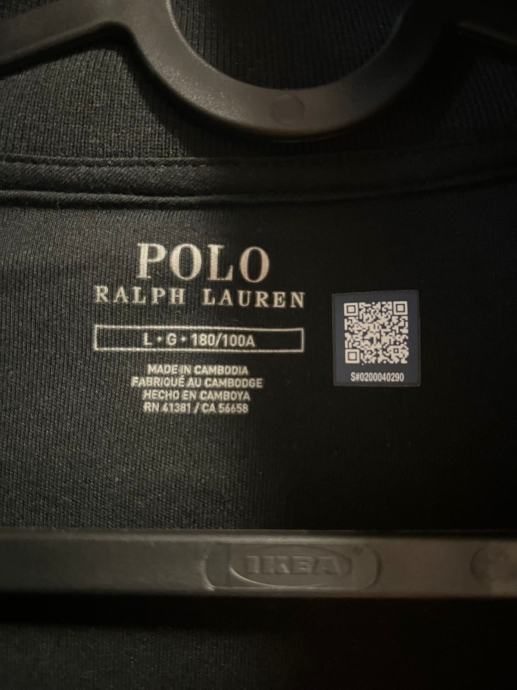 POLO
RALPH LAUREN
L • G • 180/100A
MADE IN CAMBODIA
FABRIQUÉ AU CAMBODGE
HECHO EN CAMBOYA
RN 41381 / CA 56658
S#0200040290
IKEA